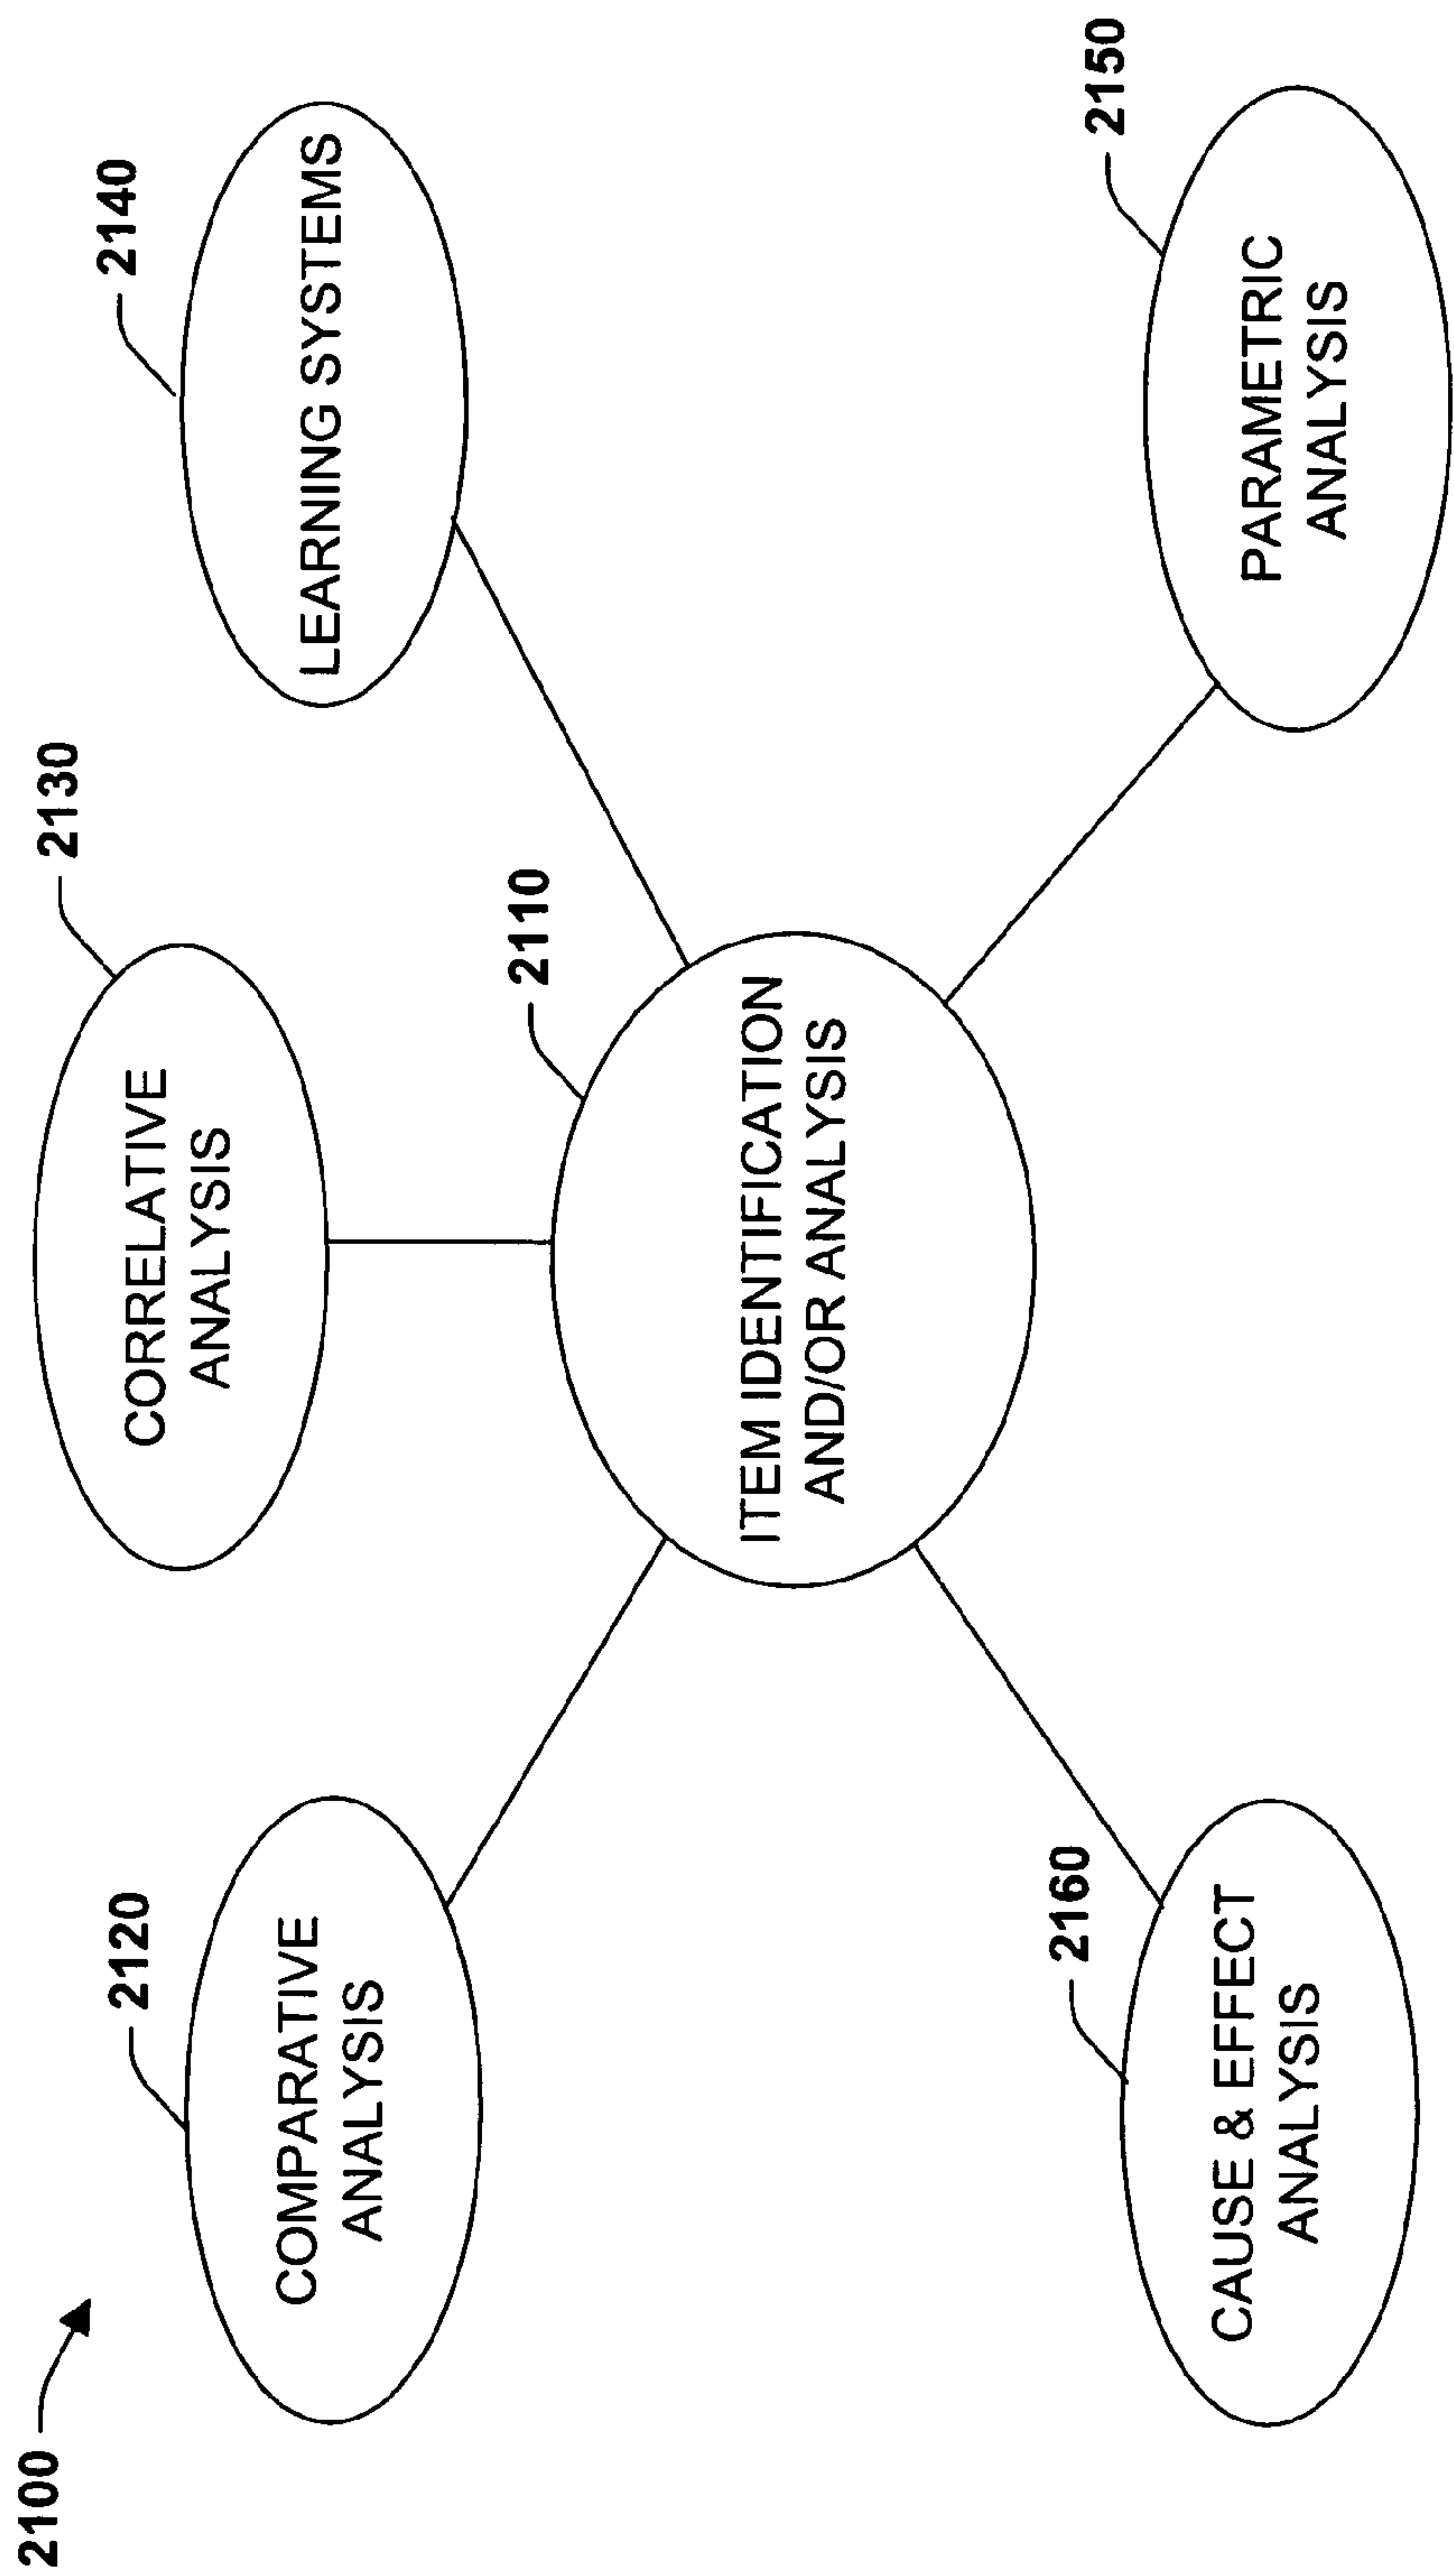 2100
2120
COMPARATIVE
ANALYSIS
2130
CORRELATIVE
ANALYSIS
2140
LEARNING SYSTEMS
2110
ITEM IDENTIFICATION
AND/OR ANALYSIS
2160
CAUSE & EFFECT
ANALYSIS
2150
PARAMETRIC
ANALYSIS